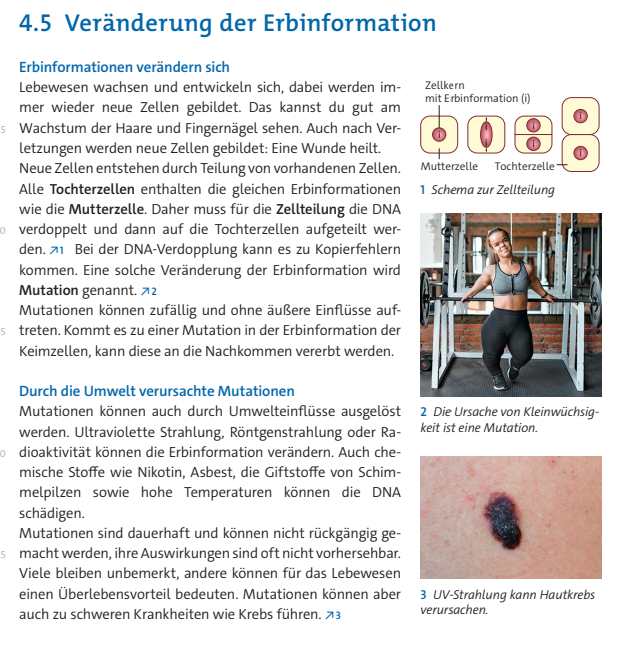 4.5 Veränderung der Erbinformation
Erbinformationen verändern sich
Lebewesen wachsen und entwickeln sich, dabei werden im-
mer wieder neue Zellen gebildet. Das kannst du gut am
5 Wachstum der Haare und Fingernägel sehen. Auch nach Ver-
letzungen werden neue Zellen gebildet: Eine Wunde heilt.
Neue Zellen entstehen durch Teilung von vorhandenen Zellen.
Alle Tochterzellen enthalten die gleichen Erbinformationen
wie die Mutterzelle. Daher muss für die Zellteilung die DNA
0 verdoppelt und dann auf die Tochterzellen aufgeteilt wer-
den. ↗1 Bei der DNA-Verdopplung kann es zu Kopierfehlern
kommen. Eine solche Veränderung der Erbinformation wird
Mutation genannt. ↗2
Mutationen können zufällig und ohne äußere Einflüsse auf-
5 treten. Kommt es zu einer Mutation in der Erbinformation der
Keimzellen, kann diese an die Nachkommen vererbt werden.
Durch die Umwelt verursachte Mutationen
Mutationen können auch durch Umwelteinflüsse ausgelöst
werden. Ultraviolette Strahlung, Röntgenstrahlung oder Ra-
0 dioaktivität können die Erbinformation verändern. Auch che-
mische Stoffe wie Nikotin, Asbest, die Giftstoffe von Schim-
melpilzen sowie hohe Temperaturen können die DNA
schädigen.
Mutationen sind dauerhaft und können nicht rückgängig ge-
5 macht werden, ihre Auswirkungen sind oft nicht vorhersehbar.
Viele bleiben unbemerkt, andere können für das Lebewesen
einen Überlebensvorteil bedeuten. Mutationen können aber
auch zu schweren Krankheiten wie Krebs führen. ↗3
Zellkern
mit Erbinformation (i)
i i i i i i
Mutterzelle Tochterzelle
1 Schema zur Zellteilung
2 Die Ursache von Kleinwüchsig-
keit ist eine Mutation.
3 UV-Strahlung kann Hautkrebs
verursachen.